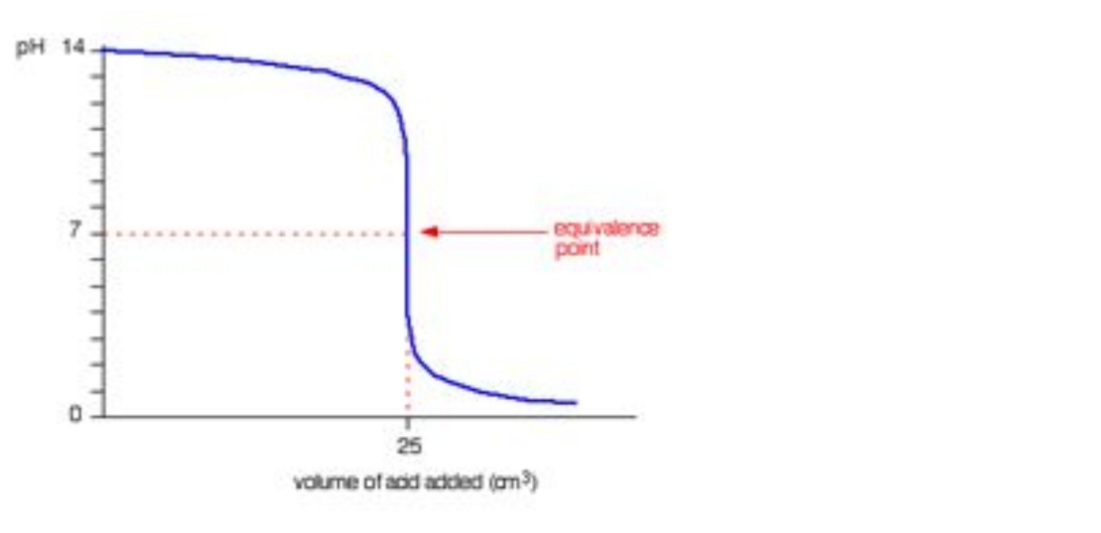 pH 14
7
equivalence
point
0
25
volume of acid added (cm³)